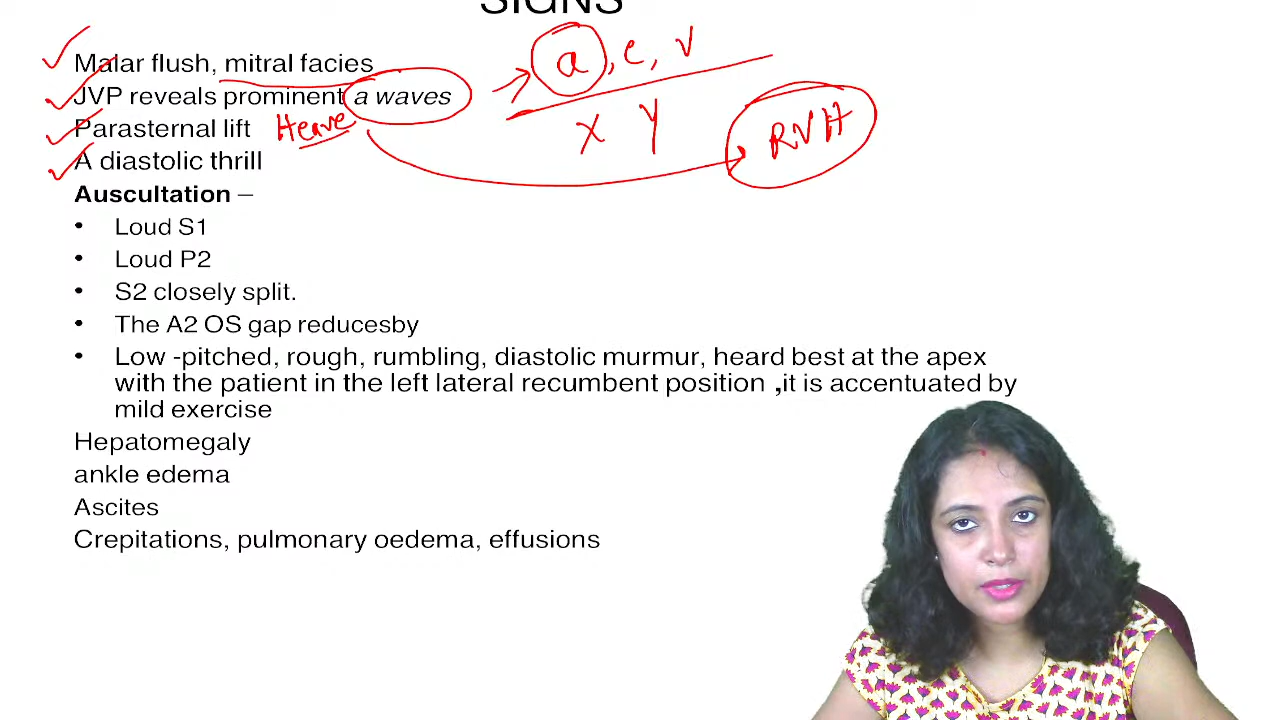 SIGNS
Malar flush, mitral facies
JVP reveals prominent a waves
Parasternal lift Heave
A diastolic thrill
a, c, v
x y
RVH
Auscultation –
• Loud S1
• Loud P2
• S2 closely split.
• The A2 OS gap reducesby
• Low -pitched, rough, rumbling, diastolic murmur, heard best at the apex
with the patient in the left lateral recumbent position ,it is accentuated by
mild exercise
Hepatomegaly
ankle edema
Ascites
Crepitations, pulmonary oedema, effusions